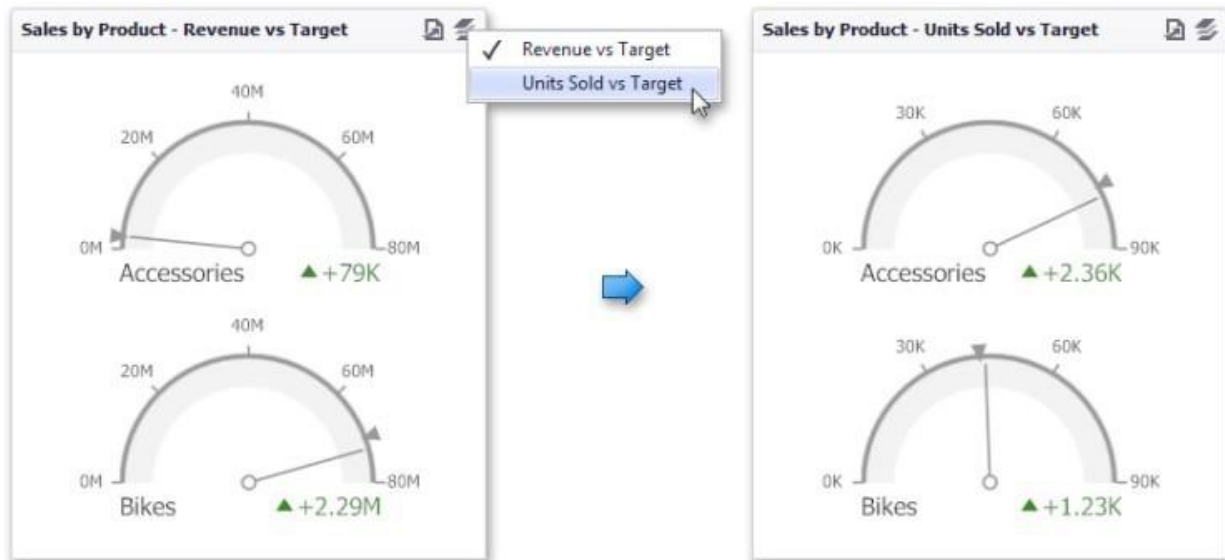 Sales by Product - Revenue vs Target
Revenue vs Target
Units Sold vs Target
40M
20M
60M
0M
80M
Accessories
+79K
40M
20M
60M
0M
80M
Bikes
+2.29M
Sales by Product - Units Sold vs Target
30K
60K
0K
90K
Accessories
+2.36K
30K
60K
0K
90K
Bikes
+1.23K